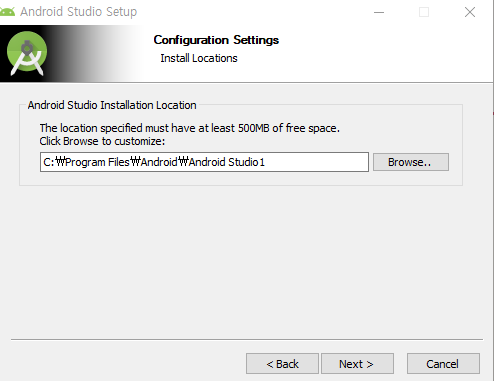 Android Studio Setup
Configuration Settings
Install Locations
Android Studio Installation Location
The location specified must have at least 500MB of free space.
Click Browse to customize:
C:₩Program Files₩Android₩Android Studio1
Browse..
< Back
Next >
Cancel